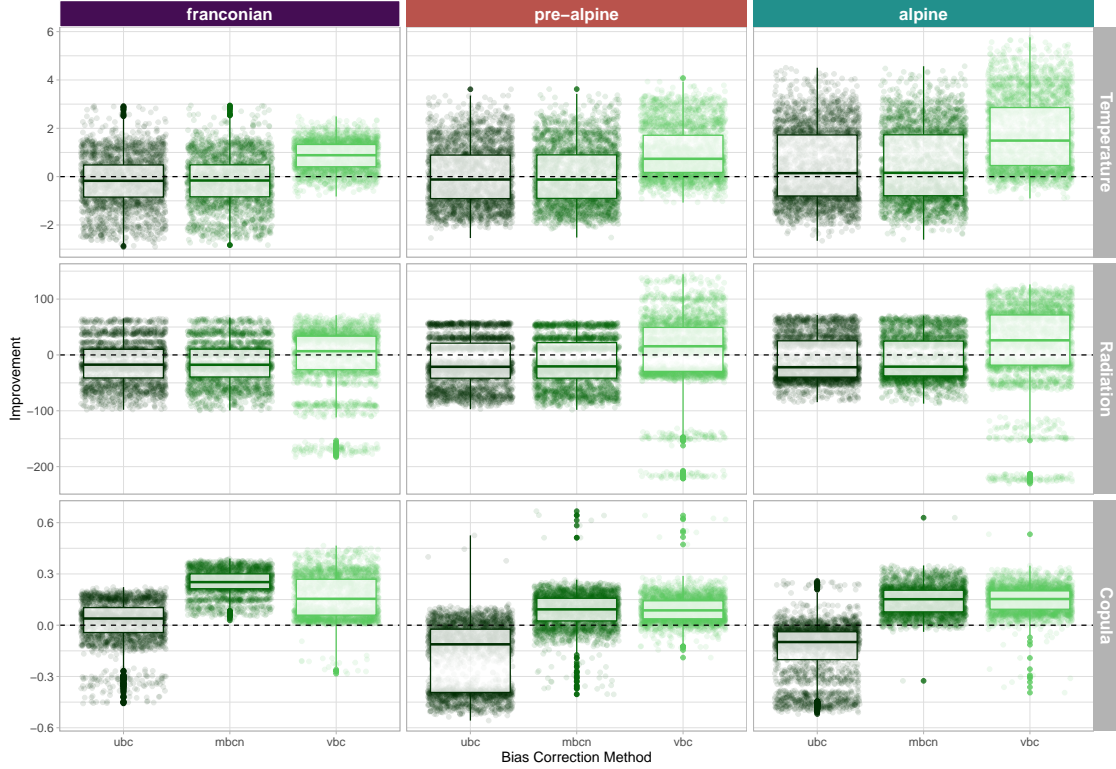 franconian pre−alpine alpine
6
4
2
0
−2
Temperature
100
0
−100
−200
Radiation
Improvement
0.6
0.3
0.0
−0.3
−0.6
Copula
ubc mbcn vbc ubc mbcn vbc ubc mbcn vbc
Bias Correction Method